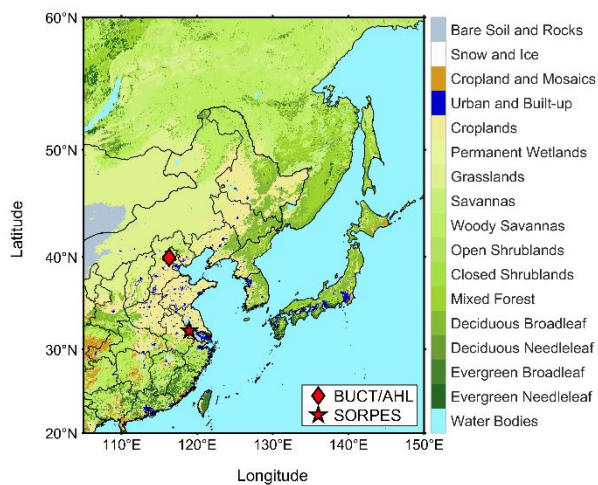 60°N
50°N
40°N
30°N
20°N
Latitude
110°E
120°E
130°E
140°E
150°E
Longitude
BUCT/AHL
SORPES
Bare Soil and Rocks
Snow and Ice
Cropland and Mosaics
Urban and Built-up
Croplands
Permanent Wetlands
Grasslands
Savannas
Woody Savannas
Open Shrublands
Closed Shrublands
Mixed Forest
Deciduous Broadleaf
Deciduous Needleleaf
Evergreen Broadleaf
Evergreen Needleleaf
Water Bodies